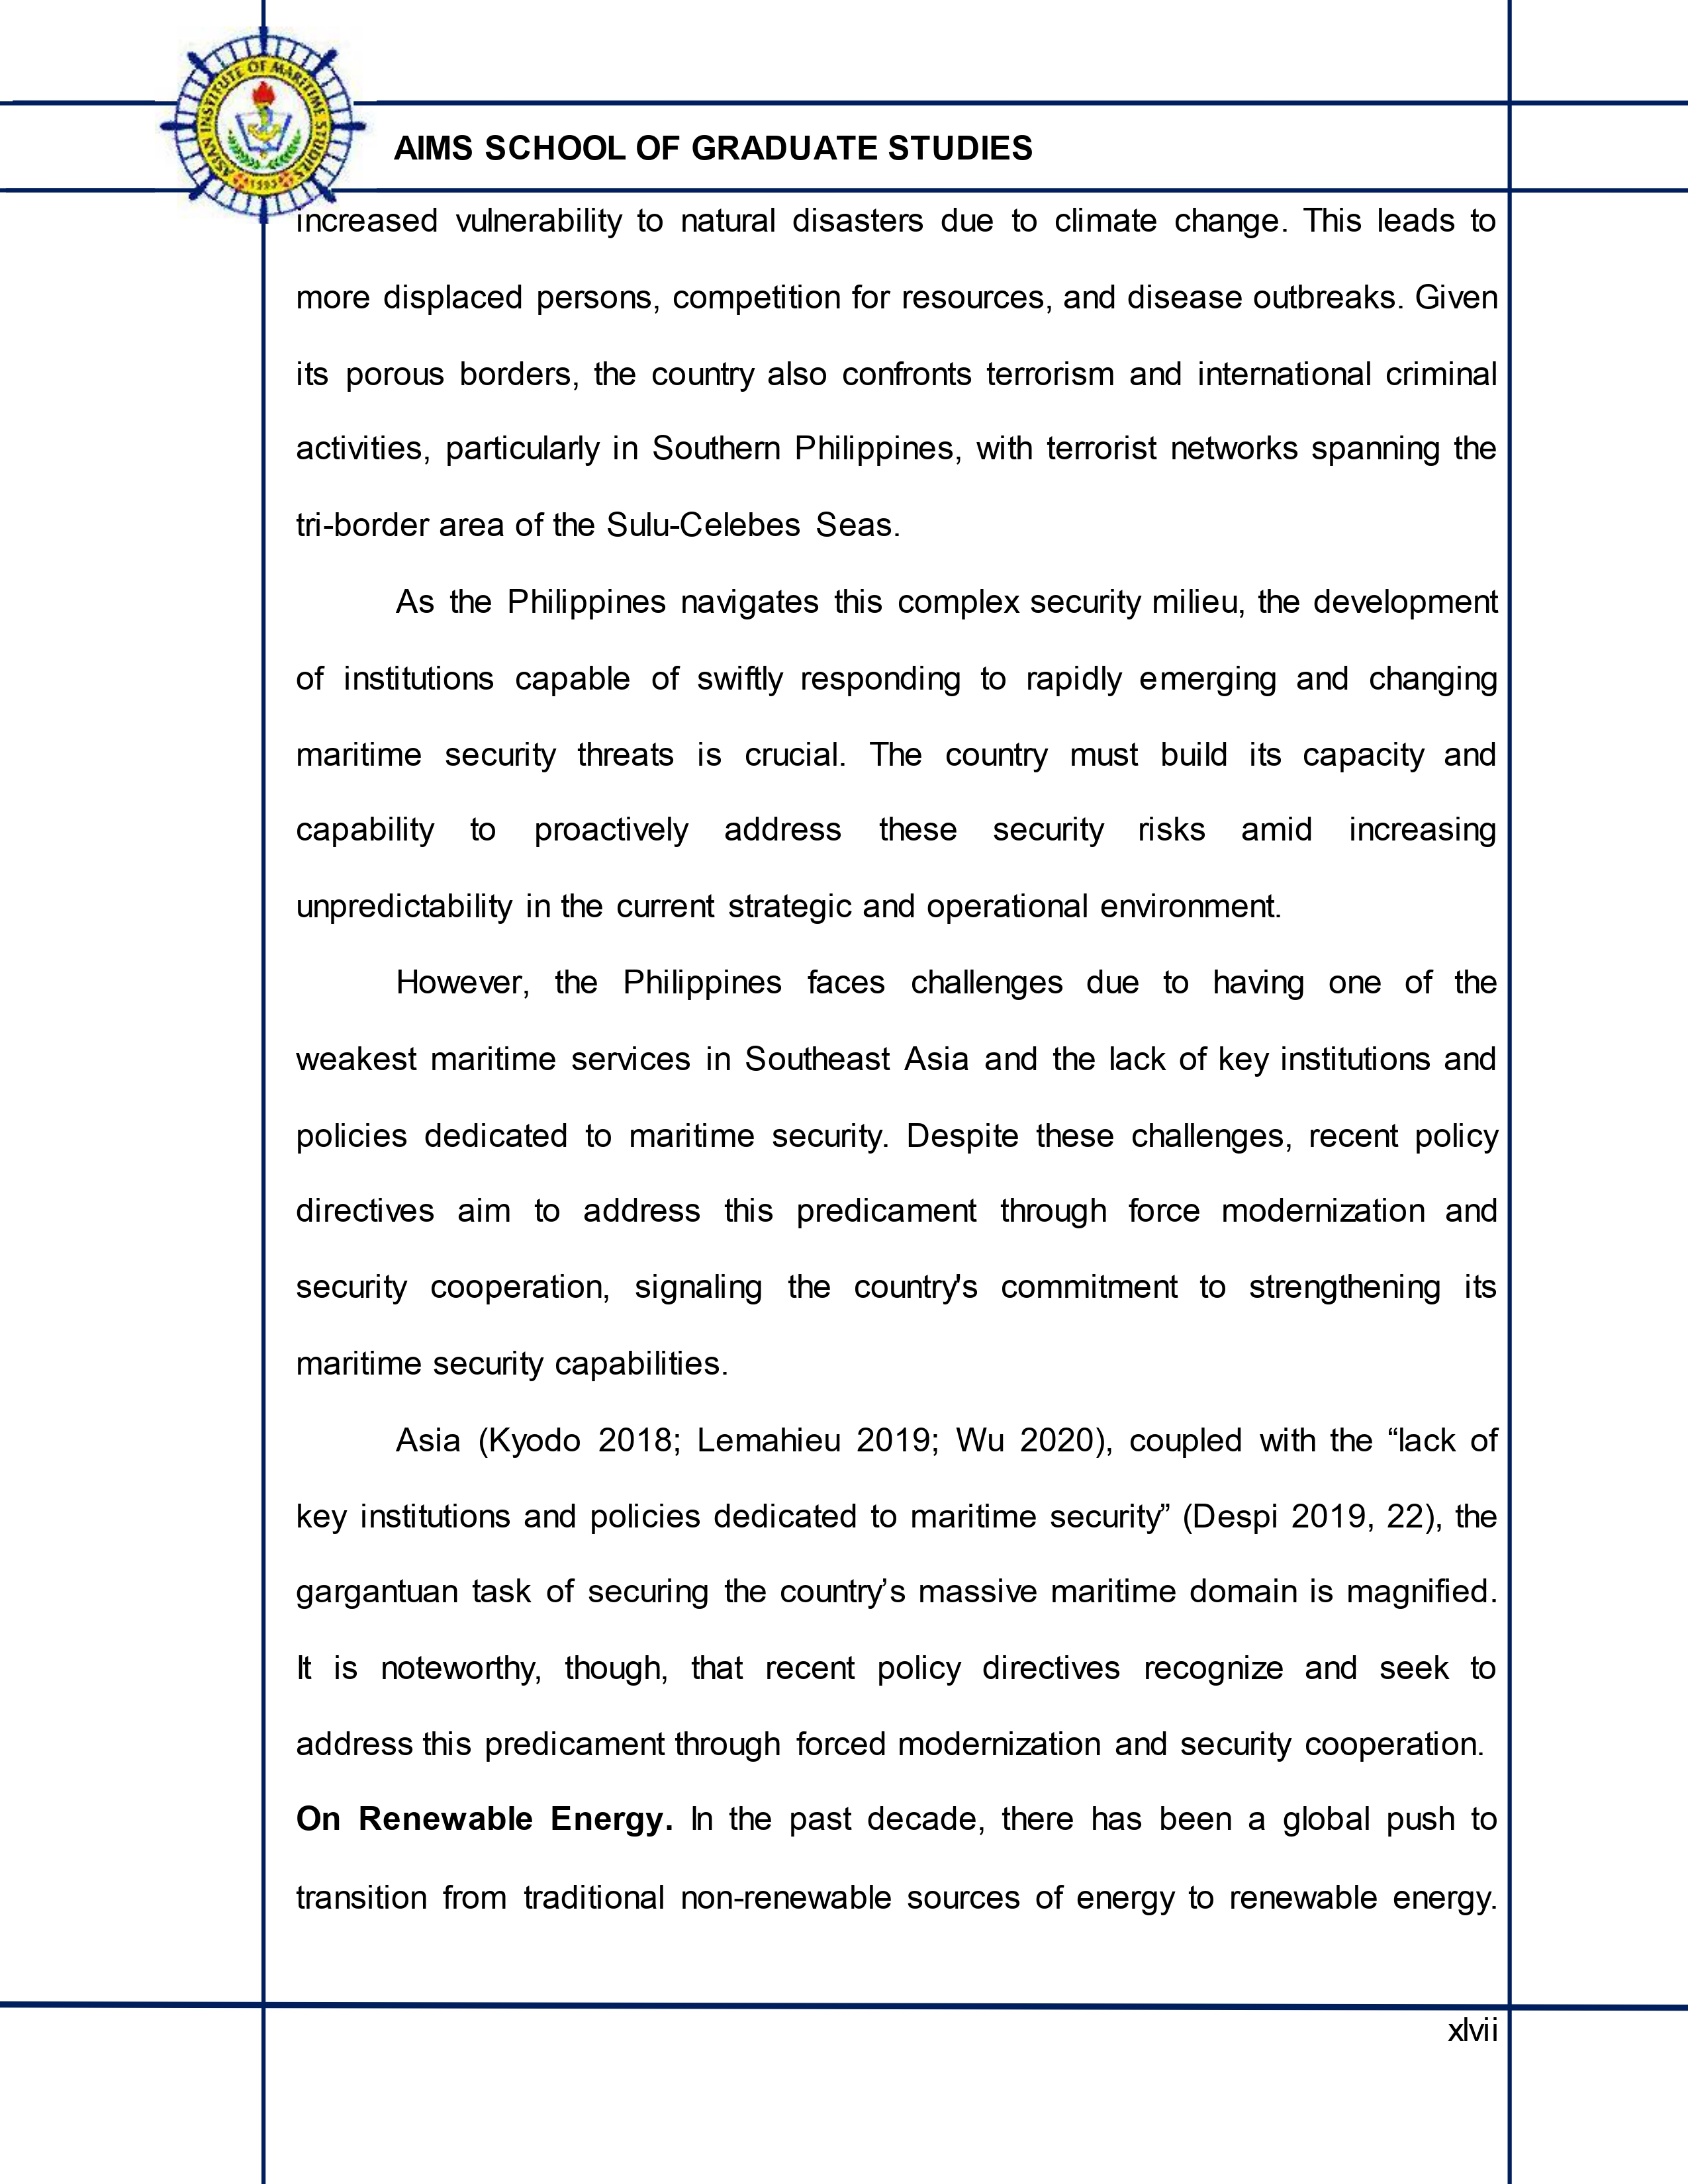 ASIAN INSTITUTE OF MARITIME STUDIES
1993
AIMS SCHOOL OF GRADUATE STUDIES
increased vulnerability to natural disasters due to climate change. This leads to
more displaced persons, competition for resources, and disease outbreaks. Given
its porous borders, the country also confronts terrorism and international criminal
activities, particularly in Southern Philippines, with terrorist networks spanning the
tri-border area of the Sulu-Celebes Seas.
As the Philippines navigates this complex security milieu, the development
of institutions capable of swiftly responding to rapidly emerging and changing
maritime security threats is crucial. The country must build its capacity and
capability to proactively address these security risks amid increasing
unpredictability in the current strategic and operational environment.
However, the Philippines faces challenges due to having one of the
weakest maritime services in Southeast Asia and the lack of key institutions and
policies dedicated to maritime security. Despite these challenges, recent policy
directives aim to address this predicament through force modernization and
security cooperation, signaling the country's commitment to strengthening its
maritime security capabilities.
Asia (Kyodo 2018; Lemahieu 2019; Wu 2020), coupled with the “lack of
key institutions and policies dedicated to maritime security” (Despi 2019, 22), the
gargantuan task of securing the country’s massive maritime domain is magnified.
It is noteworthy, though, that recent policy directives recognize and seek to
address this predicament through forced modernization and security cooperation.
On Renewable Energy. In the past decade, there has been a global push to
transition from traditional non-renewable sources of energy to renewable energy.
xlvii